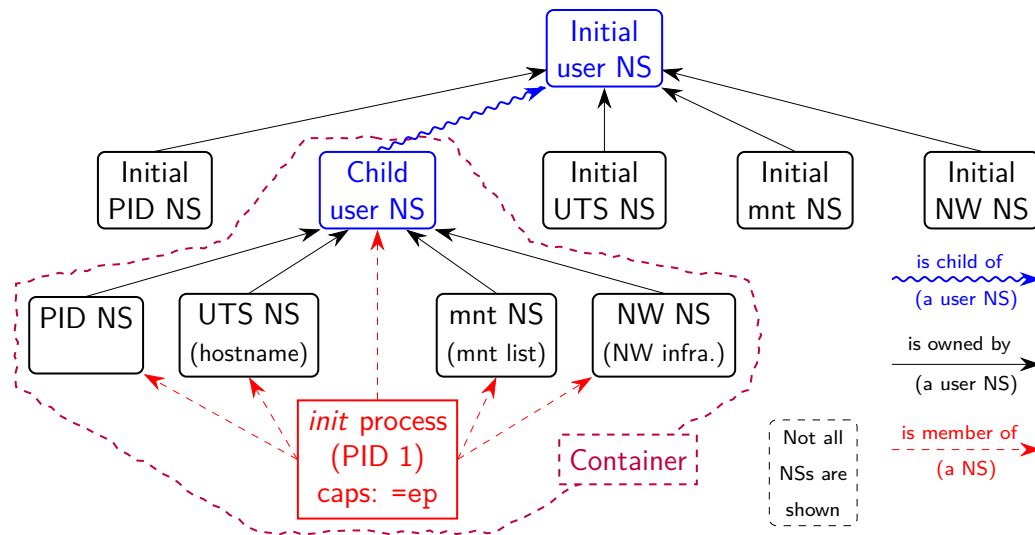 Initial
user NS
Initial
PID NS
Child
user NS
Initial
UTS NS
Initial
mnt NS
Initial
NW NS
is child of
(a user NS)
PID NS
UTS NS
(hostname)
mnt NS
(mnt list)
NW NS
(NW infra.)
is owned by
(a user NS)
init process
(PID 1)
caps: =ep
Container
Not all
NSs are
shown
is member of
(a NS)